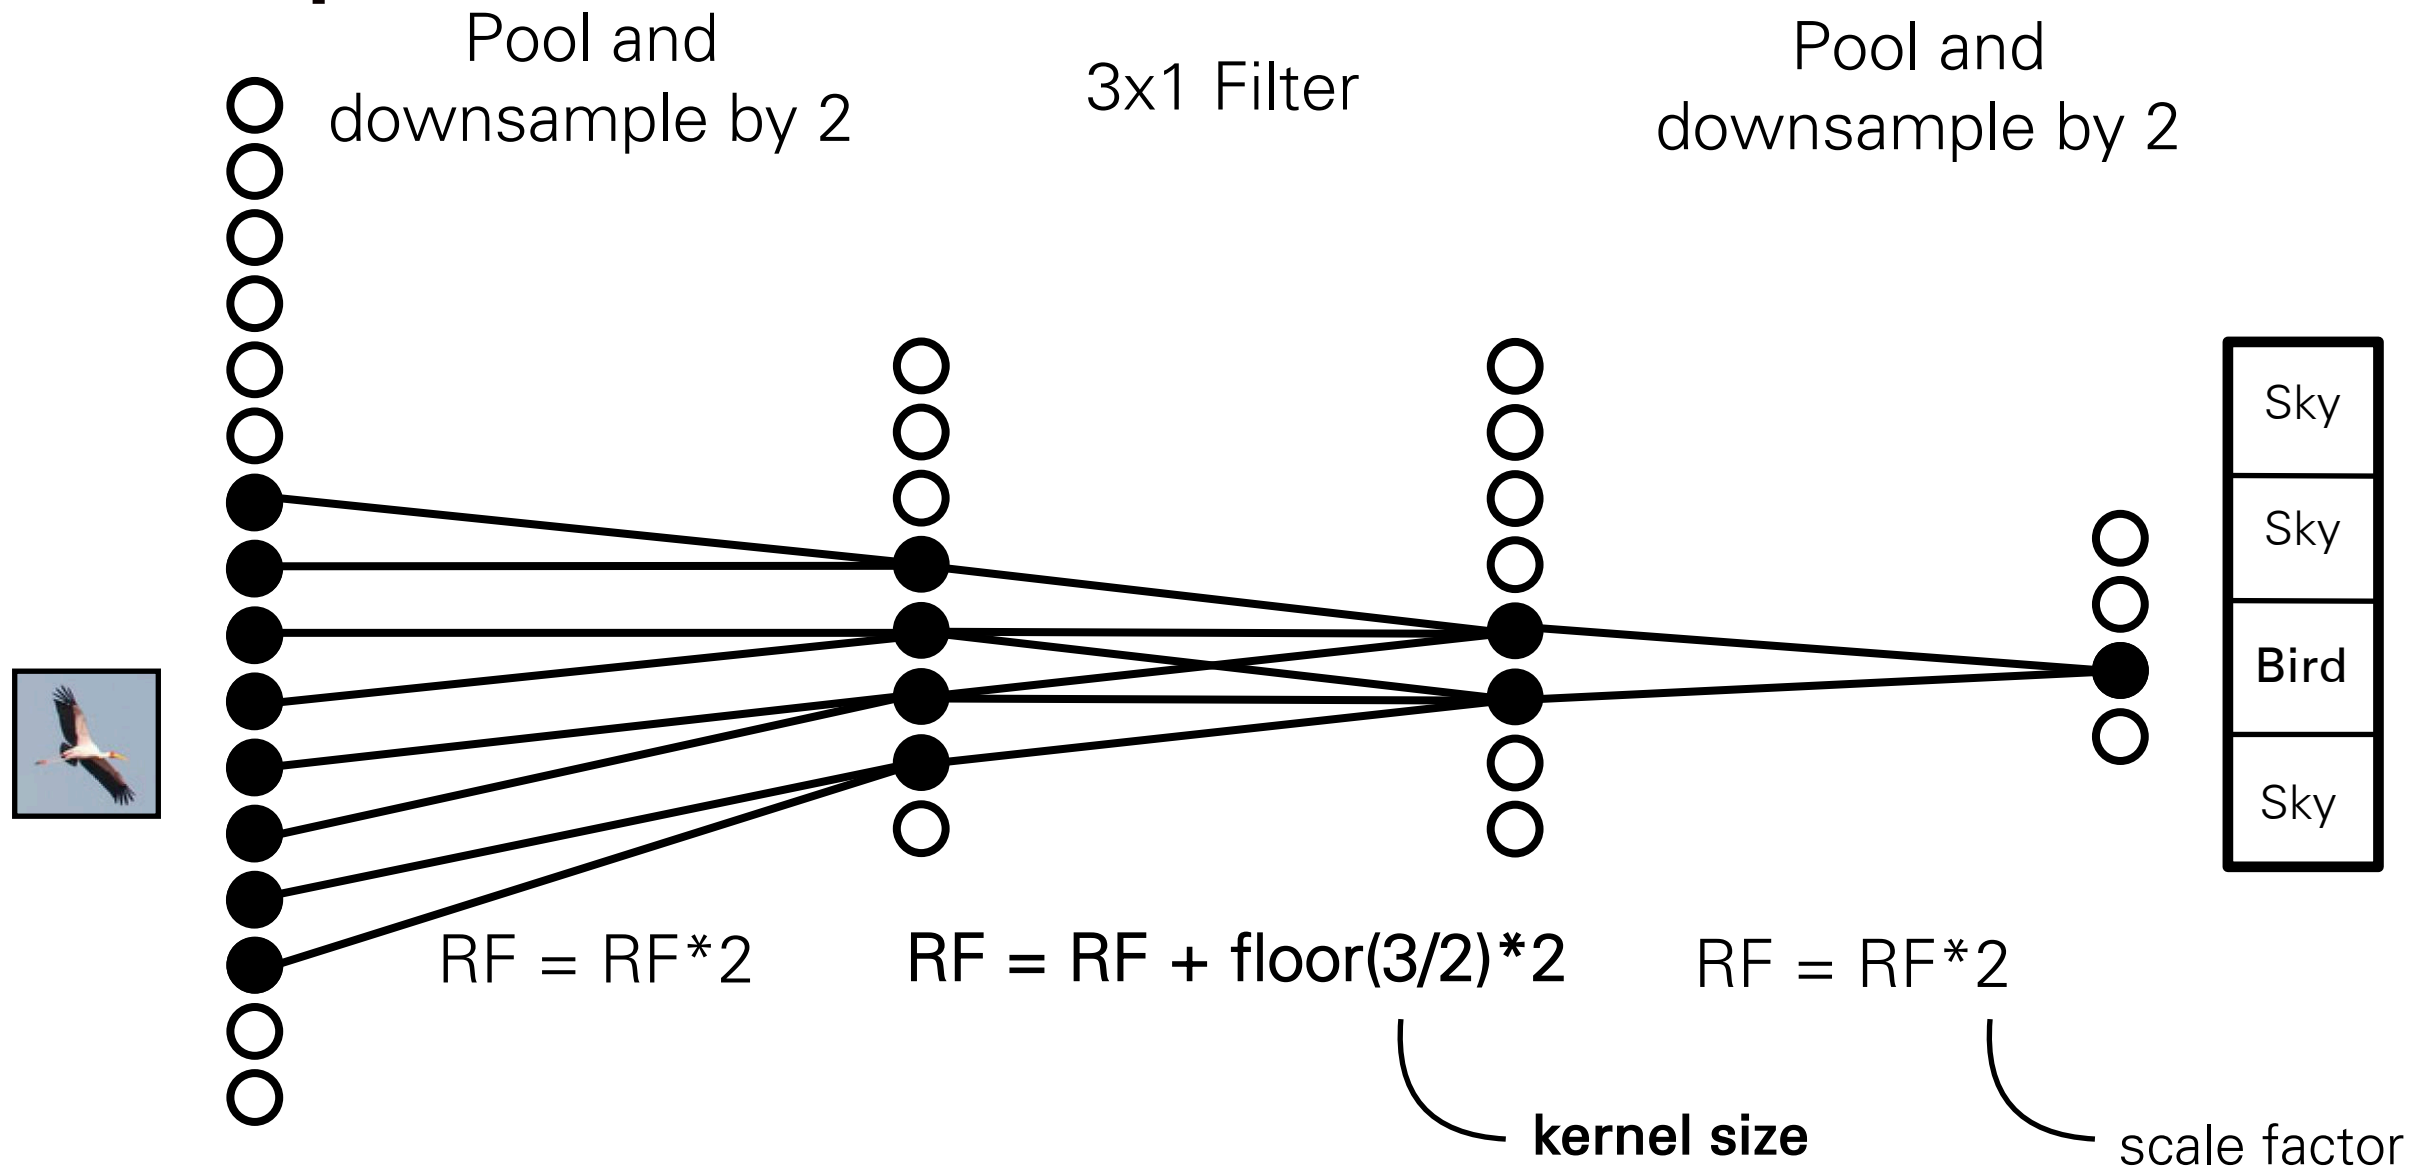 Pool and
downsample by 2
3x1 Filter
Pool and
downsample by 2
Sky
Sky
Bird
Sky
RF = RF*2
RF = RF + floor(3/2)*2
RF = RF*2
kernel size
scale factor